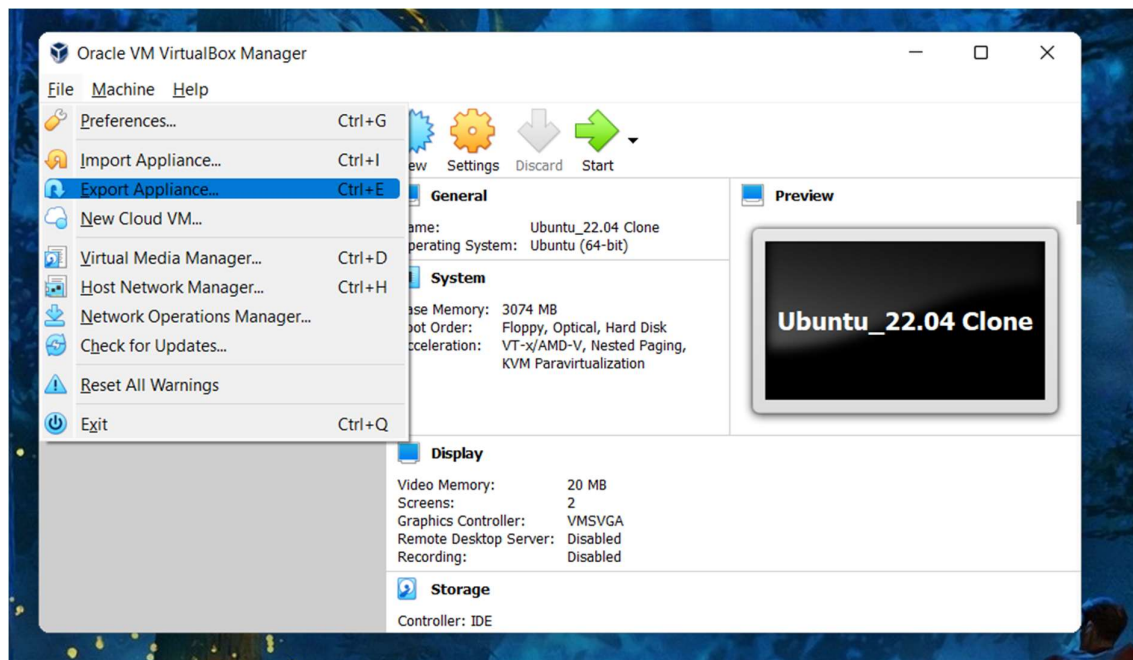 Oracle VM VirtualBox Manager
File Machine Help
Preferences... Ctrl+G
Import Appliance... Ctrl+I
Export Appliance... Ctrl+E
New Cloud VM...
Virtual Media Manager... Ctrl+D
Host Network Manager... Ctrl+H
Network Operations Manager...
Check for Updates...
Reset All Warnings
Exit Ctrl+Q
ew Settings Discard Start
General
ame: Ubuntu_22.04 Clone
perating System: Ubuntu (64-bit)
System
ase Memory: 3074 MB
oot Order: Floppy, Optical, Hard Disk
cceleration: VT-x/AMD-V, Nested Paging,
KVM Paravirtualization
Preview
Ubuntu_22.04 Clone
Display
Video Memory: 20 MB
Screens: 2
Graphics Controller: VMSVGA
Remote Desktop Server: Disabled
Recording: Disabled
Storage
Controller: IDE